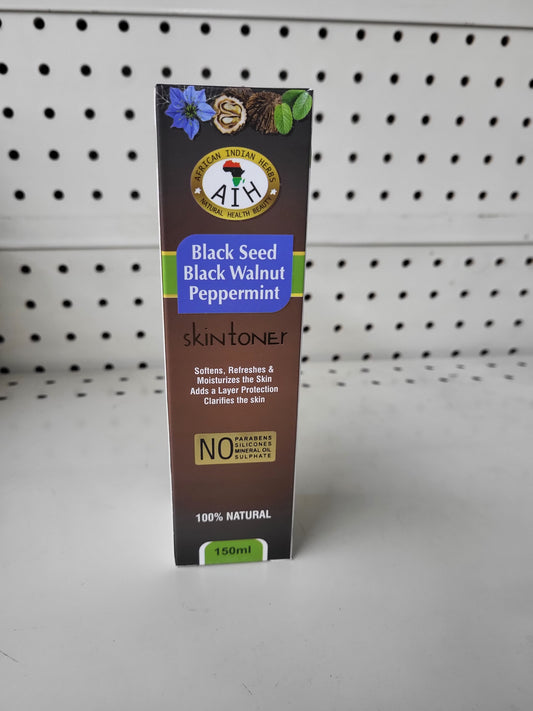 AFRICAN INDIAN HERBS
AIH
NATURAL HEALTH BEAUTY
Black Seed
Black Walnut
Peppermint
skintoner
Softens, Refreshes &
Moisturizes the Skin
Adds a Layer Protection
Clarifies the skin
NO
PARABENS
SILICONES
MINERAL OIL
SULPHATE
100% NATURAL
150ml